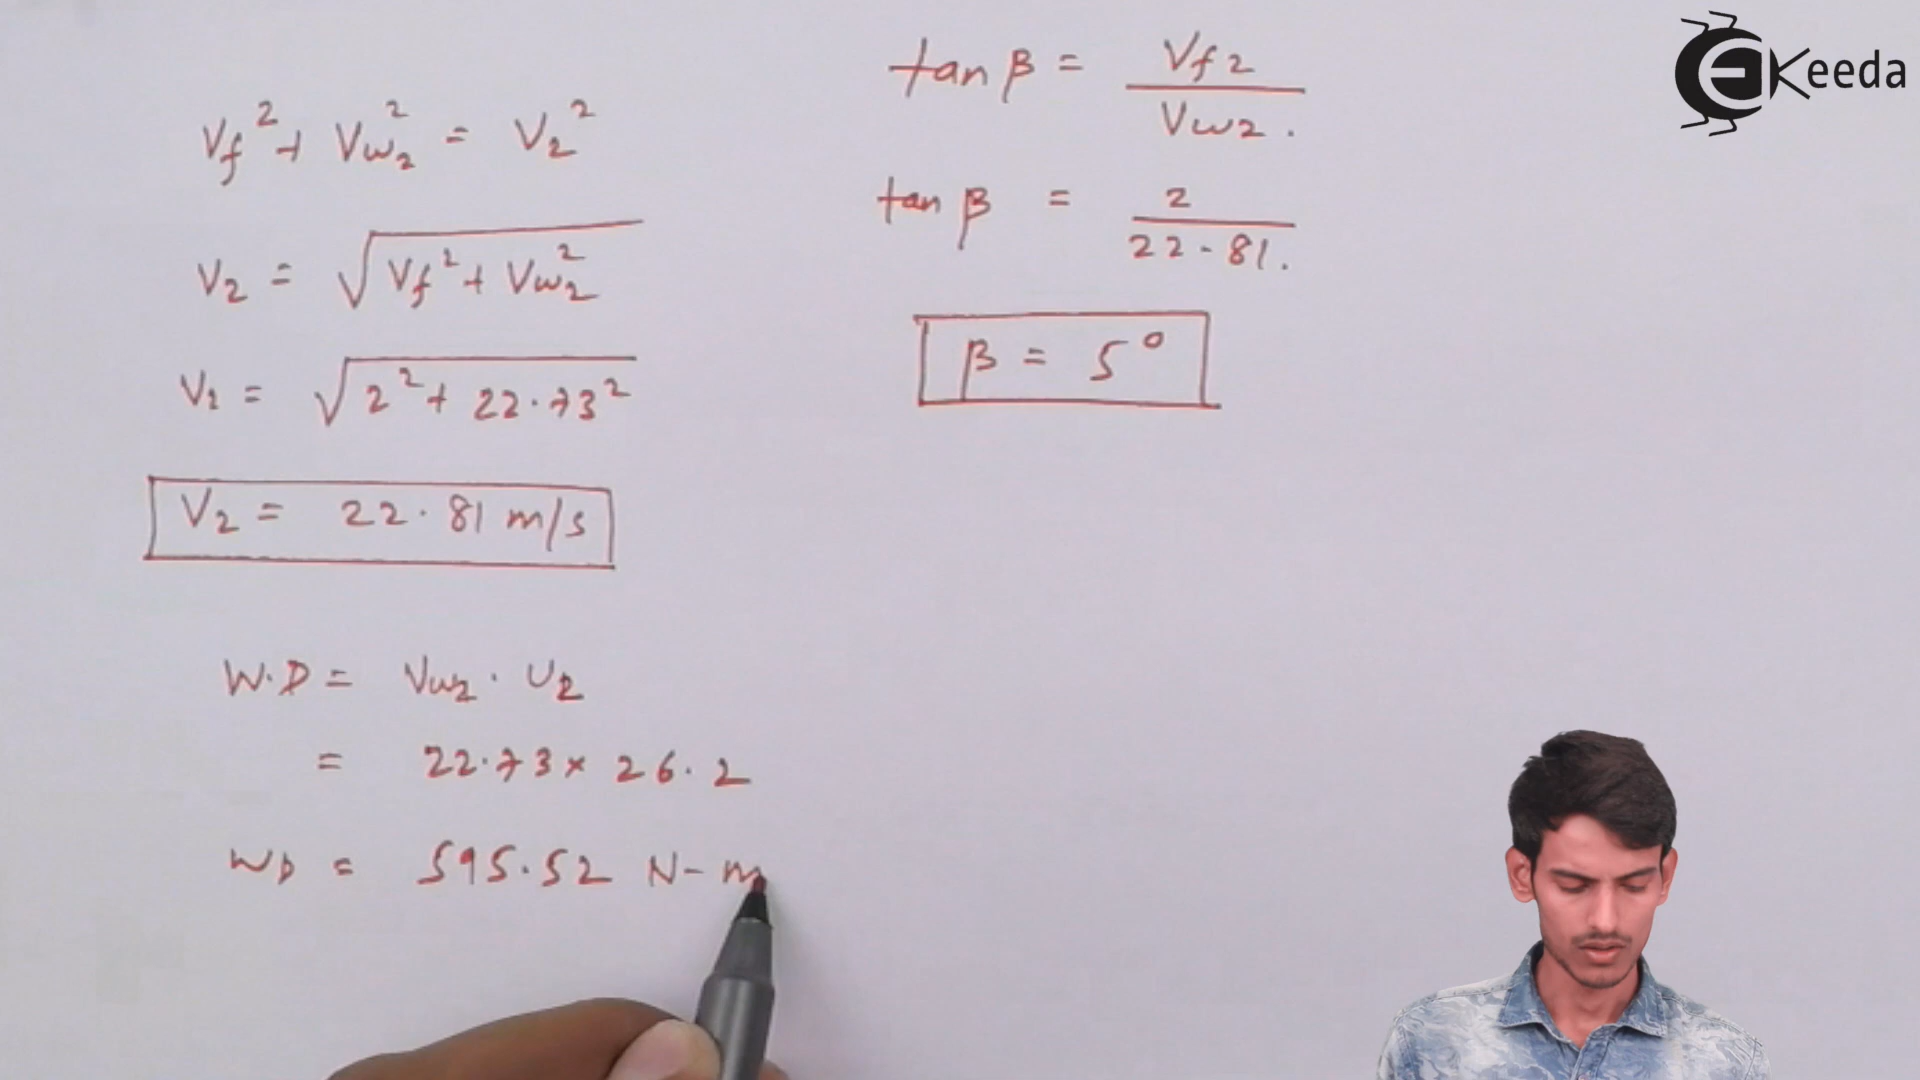 Vf² + Vw₂² = V₂²
V₂ = √(Vf² + Vw₂²)
V₂ = √(2² + 22.73²)
V₂ = 22.81 m/s
W.D = Vw₂ . U₂
= 22.73 × 26.2
WD = 595.52 N-m
tan β = Vf2 / Vw2 .
tan β = 2 / 22.81.
β = 5°
EKeeda